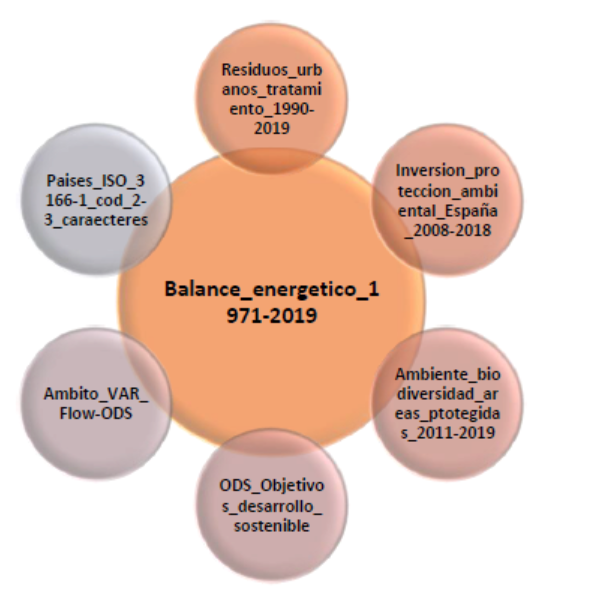 Residuos_urb
anos_tratami
ento_1990-
2019
Inversion_pro
teccion_ambi
ental_España
_2008-2018
Ambiente_bio
diversidad_ar
eas_ptotegida
s_2011-2019
ODS_Objetivo
s_desarrollo_
sostenible
Ambito_VAR_
Flow-ODS
Paises_ISO_3
166-1_cod_2-
3_caraecteres
Balance_energetico_1
971-2019